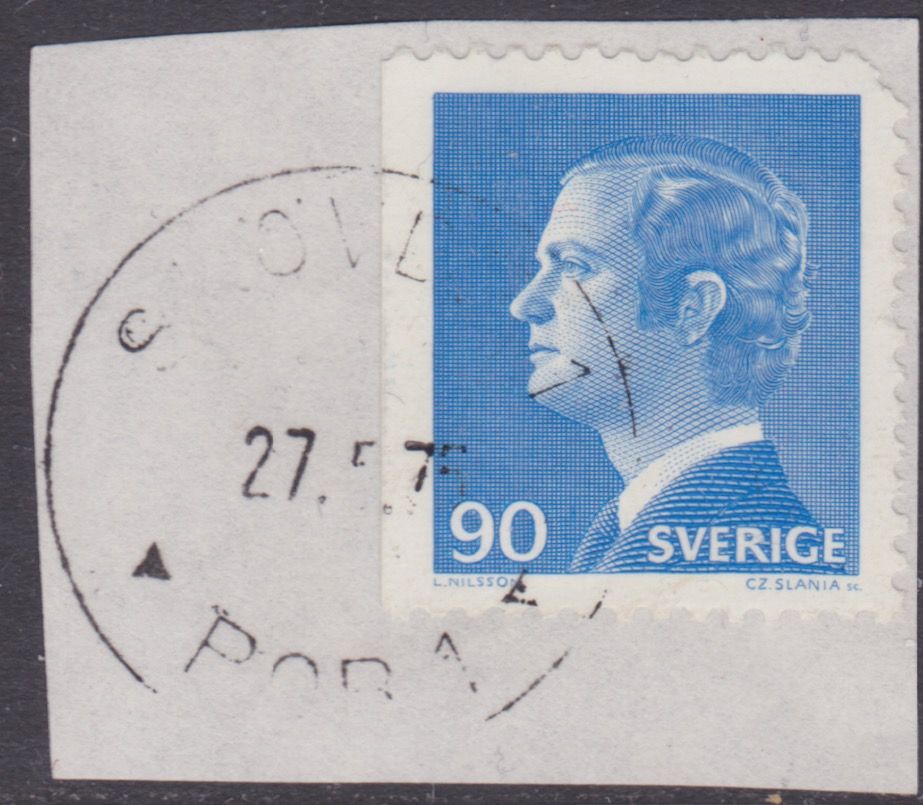 27.5.75
90 SVERIGE
L.NILSSON CZ.SLANIA sc.